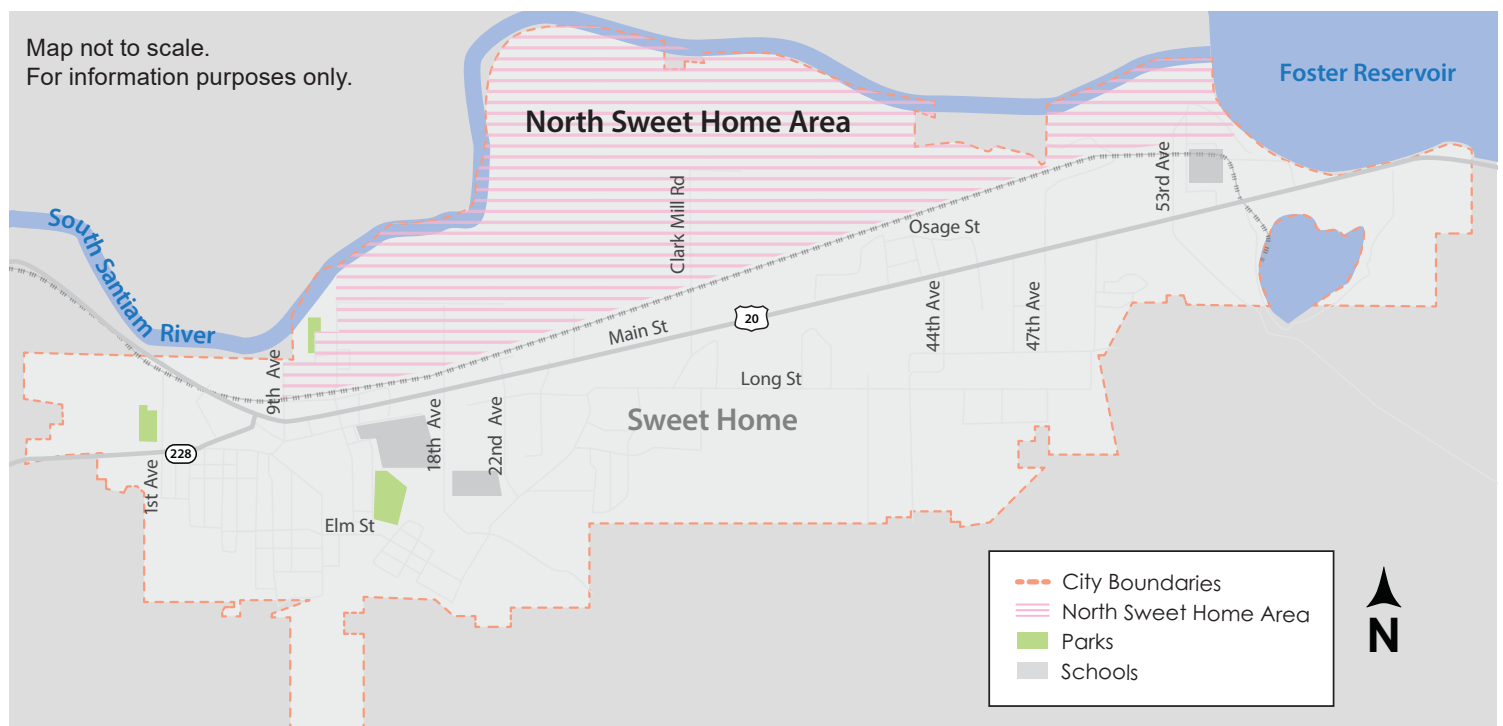 Map not to scale.
For information purposes only.
Foster Reservoir
North Sweet Home Area
53rd Ave
Clark Mill Rd
Osage St
South Santiam River
44th Ave
47th Ave
20
Main St
9th Ave
Long St
Sweet Home
18th Ave
22nd Ave
228
1st Ave
Elm St
City Boundaries
North Sweet Home Area
Parks
Schools
N